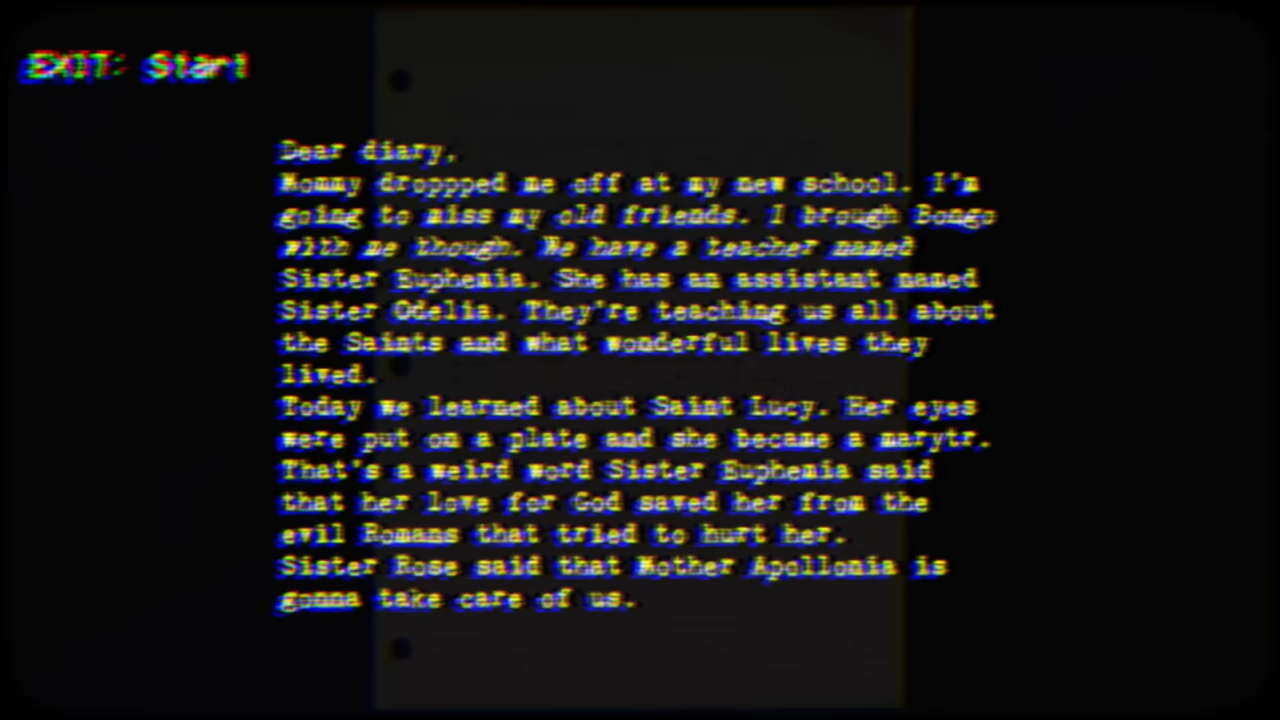 EXIT: Start
Dear diary,
Mommy droppped me off at my new school. I'm
going to miss my old friends. I brough Bongo
with me though. We have a teacher named
Sister Euphemia. She has an assistant named
Sister Odelia. They're teaching us all about
the Saints and what wonderful lives they
lived.
Today we learned about Saint Lucy. Her eyes
were put on a plate and she became a marytr.
That's a weird word Sister Euphemia said
that her love for God saved her from the
evil Romans that tried to hurt her.
Sister Rose said that Mother Apollonia is
gonna take care of us.